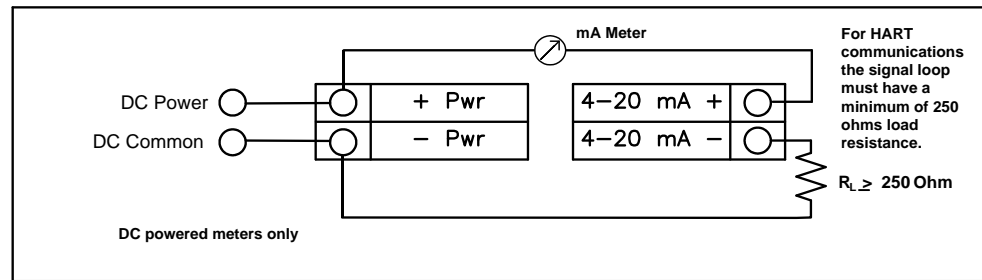 mA Meter
For HART
communications
the signal loop
must have a
minimum of 250
ohms load
resistance.
DC Power
+ Pwr
4-20 mA +
DC Common
- Pwr
4-20 mA -
RL ≥ 250 Ohm
DC powered meters only